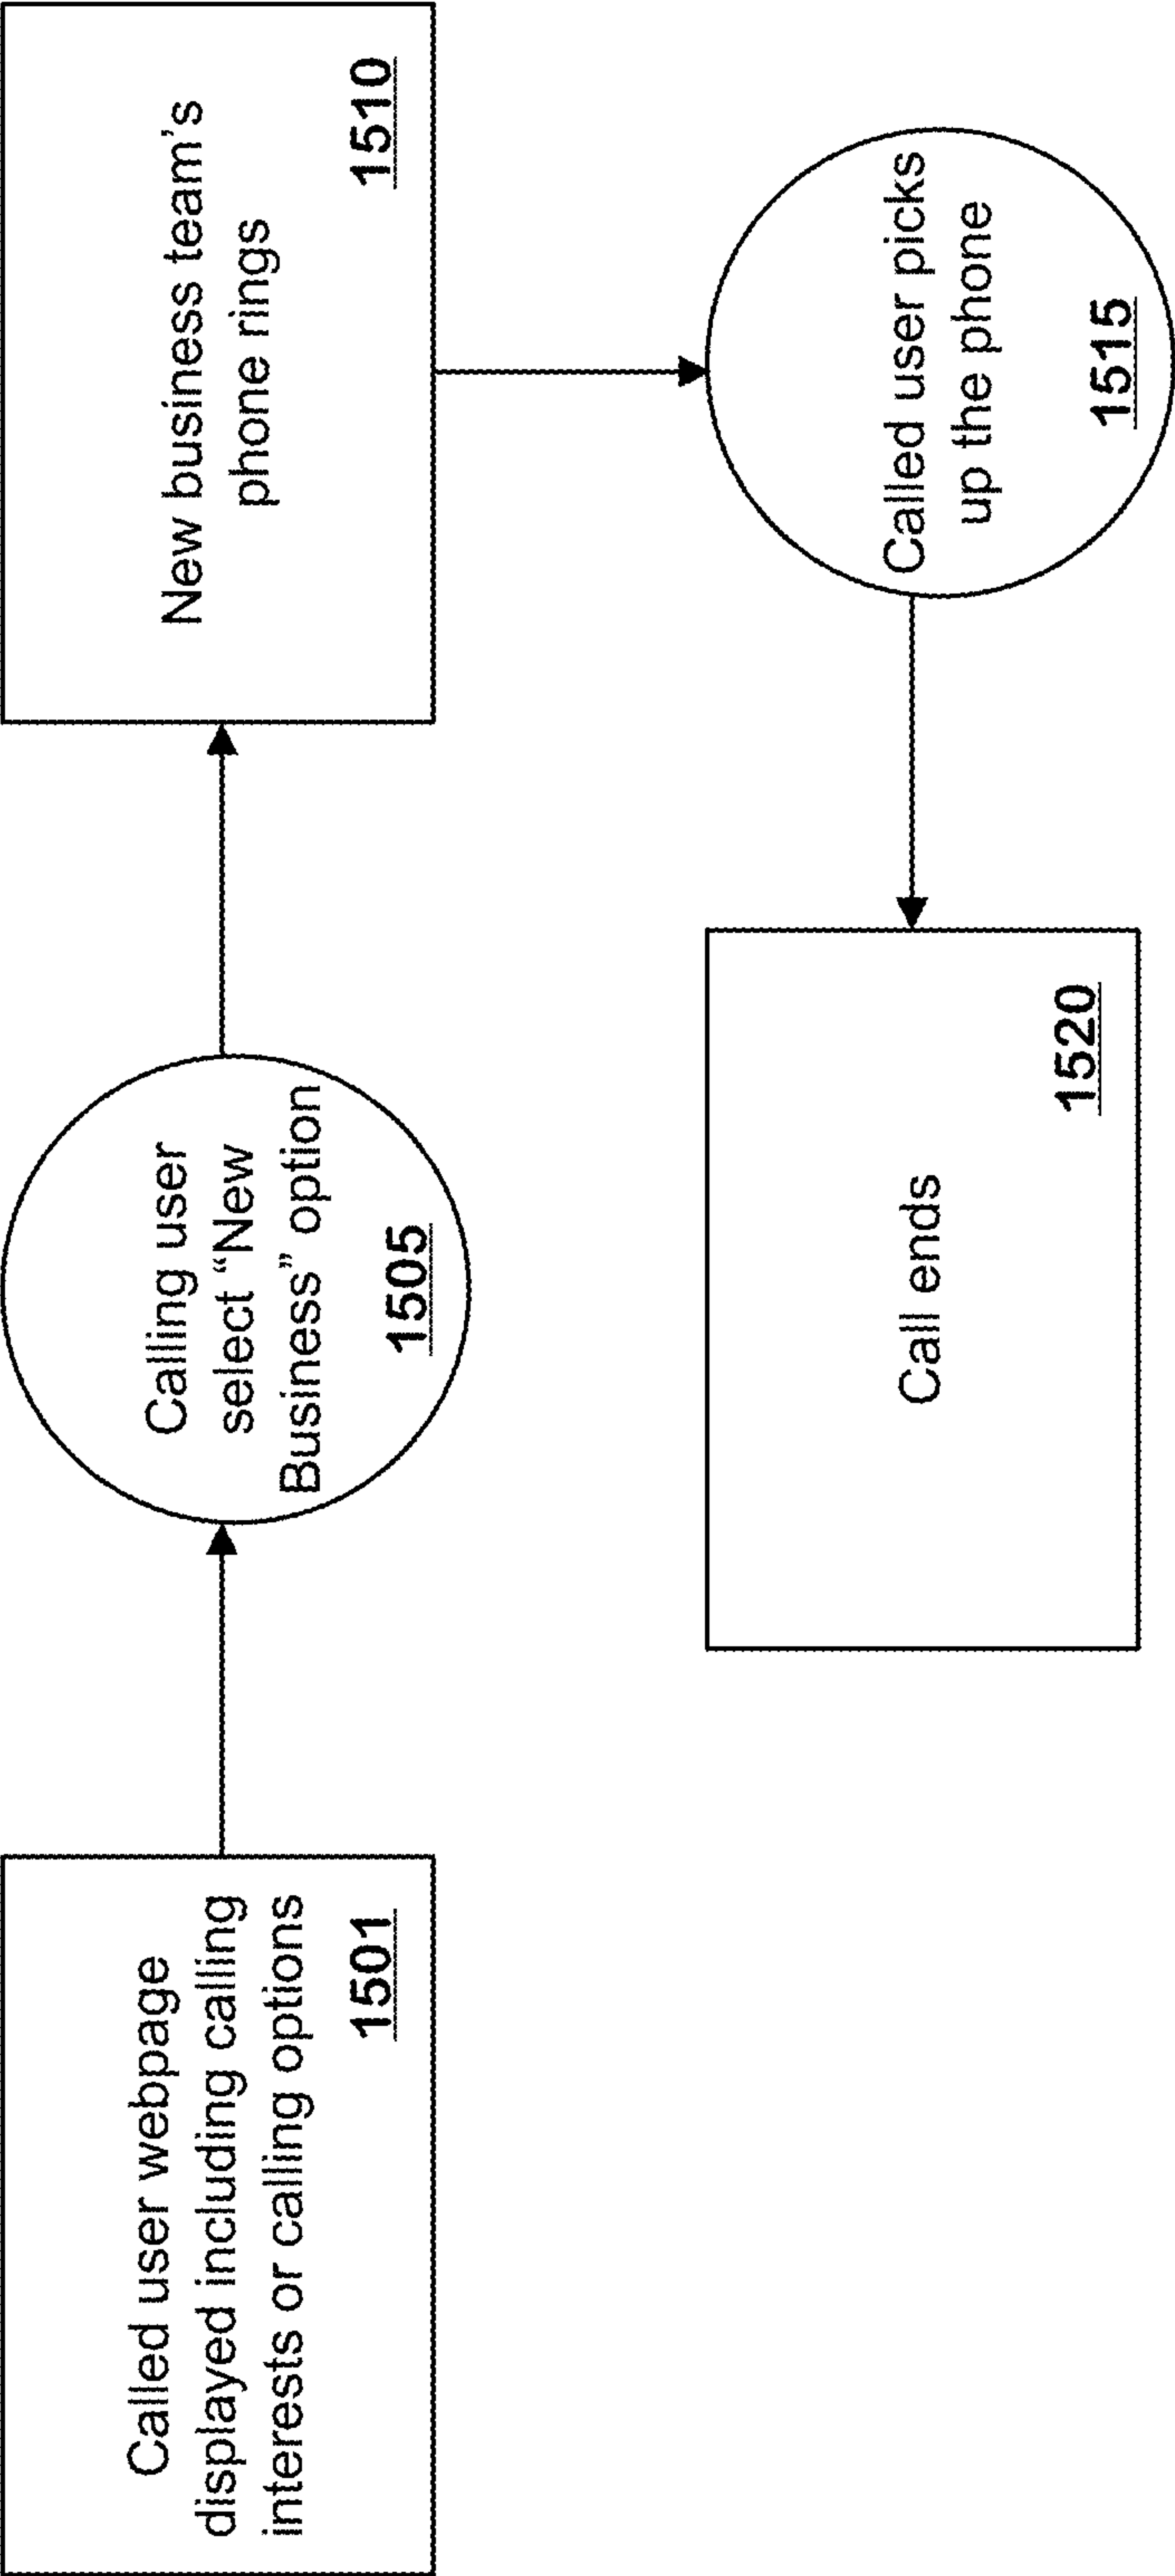 Called user webpage
displayed including calling
interests or calling options
1501
Calling user
select “New
Business” option
1505
New business team's
phone rings
1510
Called user picks
up the phone
1515
Call ends
1520